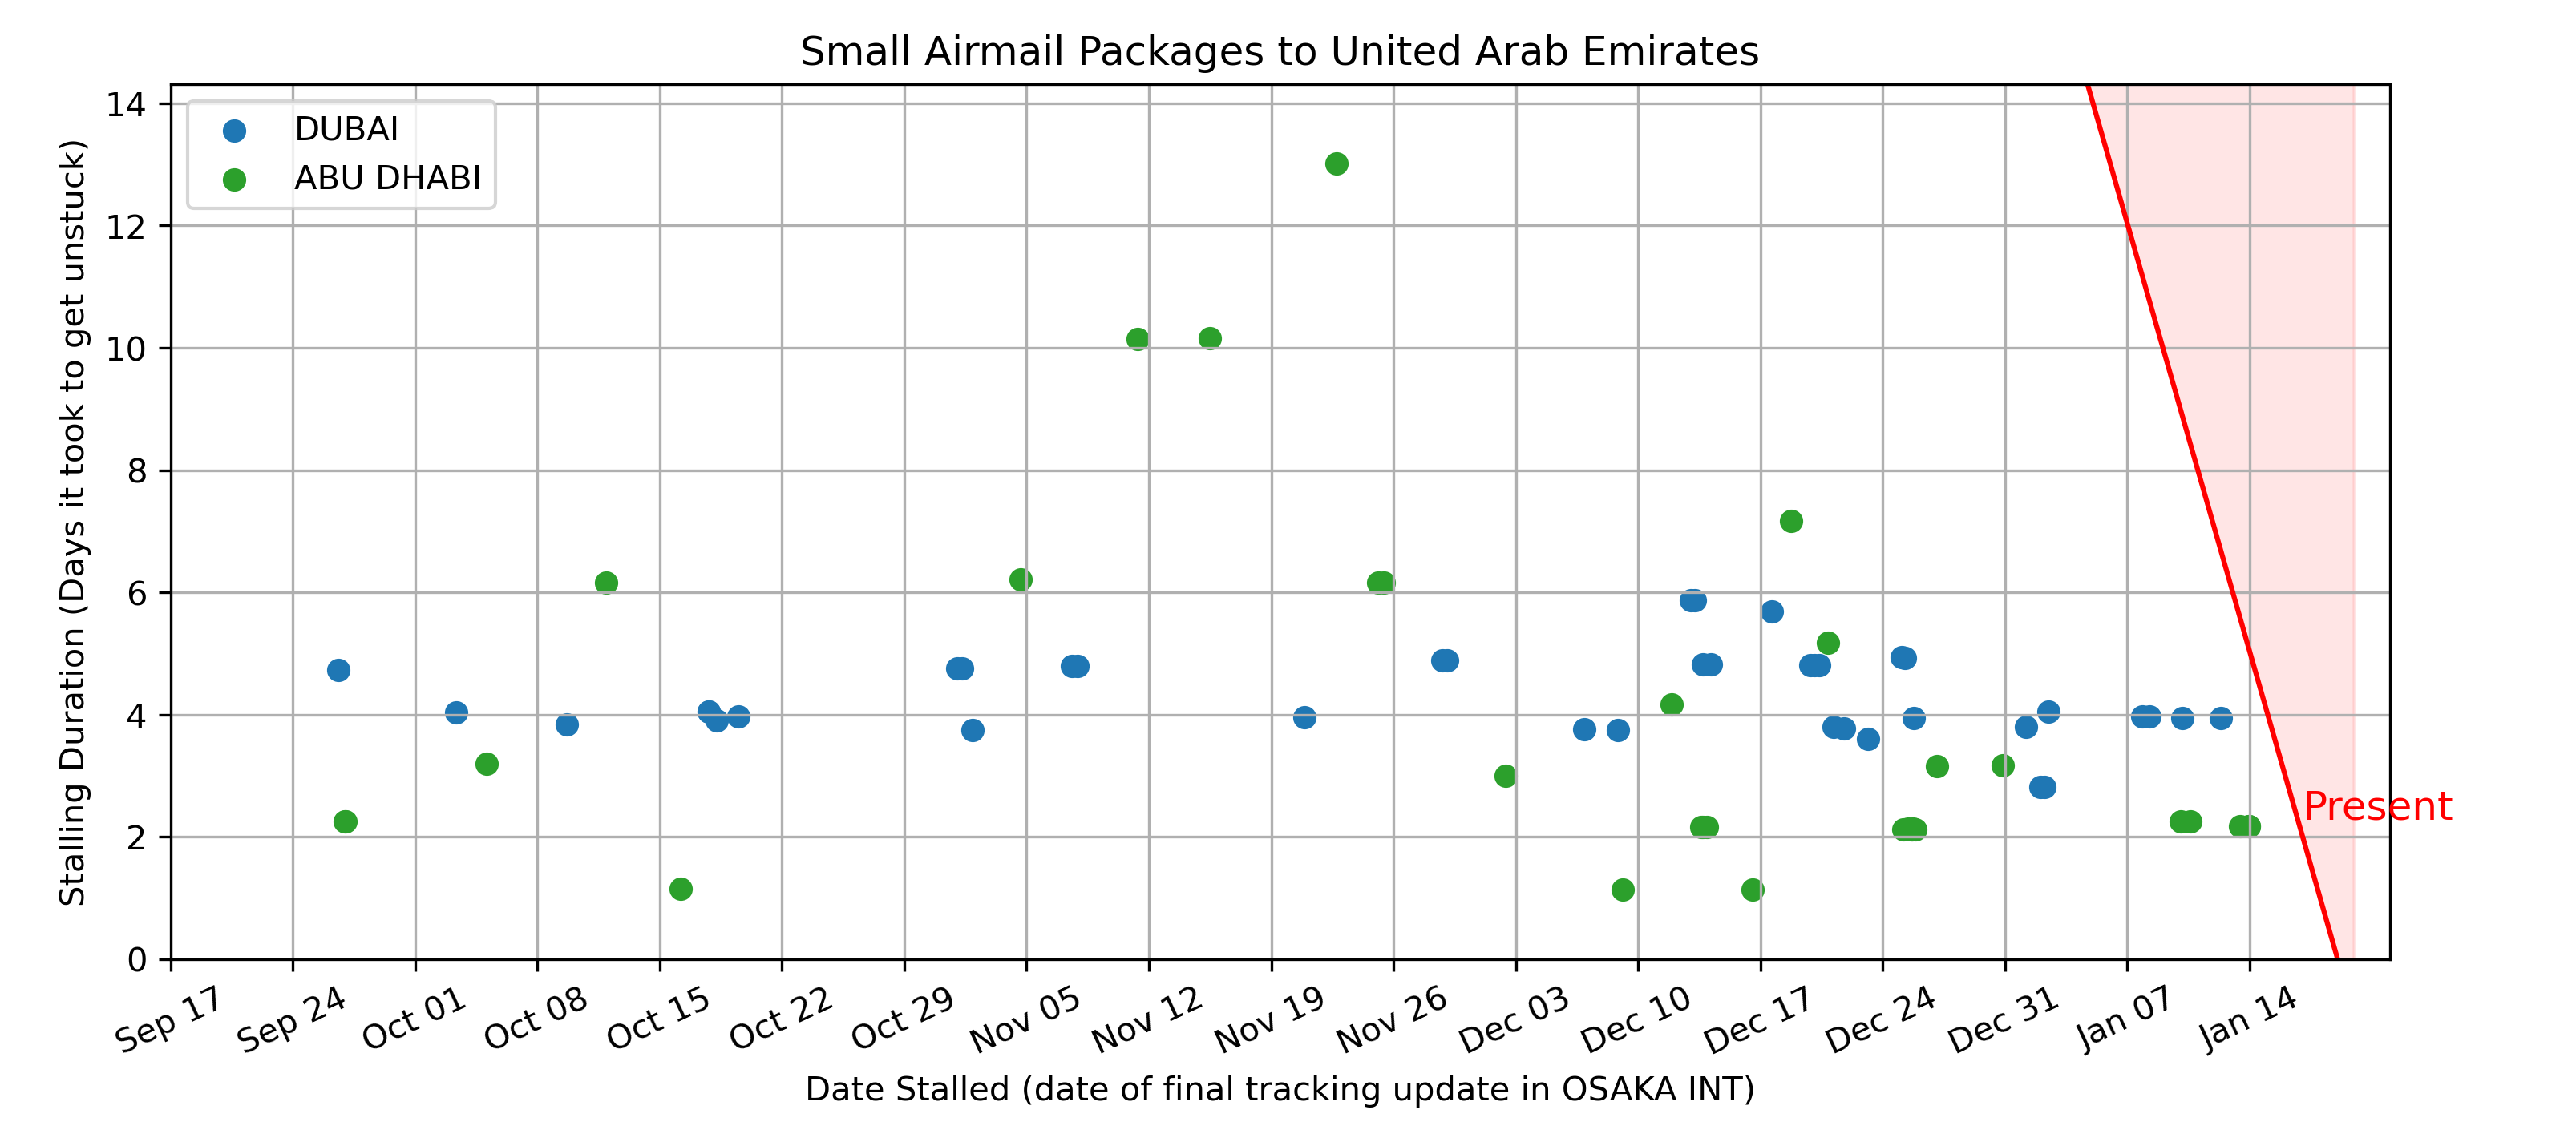 Small Airmail Packages to United Arab Emirates
DUBAI
ABU DHABI
Stalling Duration (Days it took to get unstuck)
14
12
10
8
6
4
2
0
Present
Sep 17
Sep 24
Oct 01
Oct 08
Oct 15
Oct 22
Oct 29
Nov 05
Nov 12
Nov 19
Nov 26
Dec 03
Dec 10
Dec 17
Dec 24
Dec 31
Jan 07
Jan 14
Date Stalled (date of final tracking update in OSAKA INT)